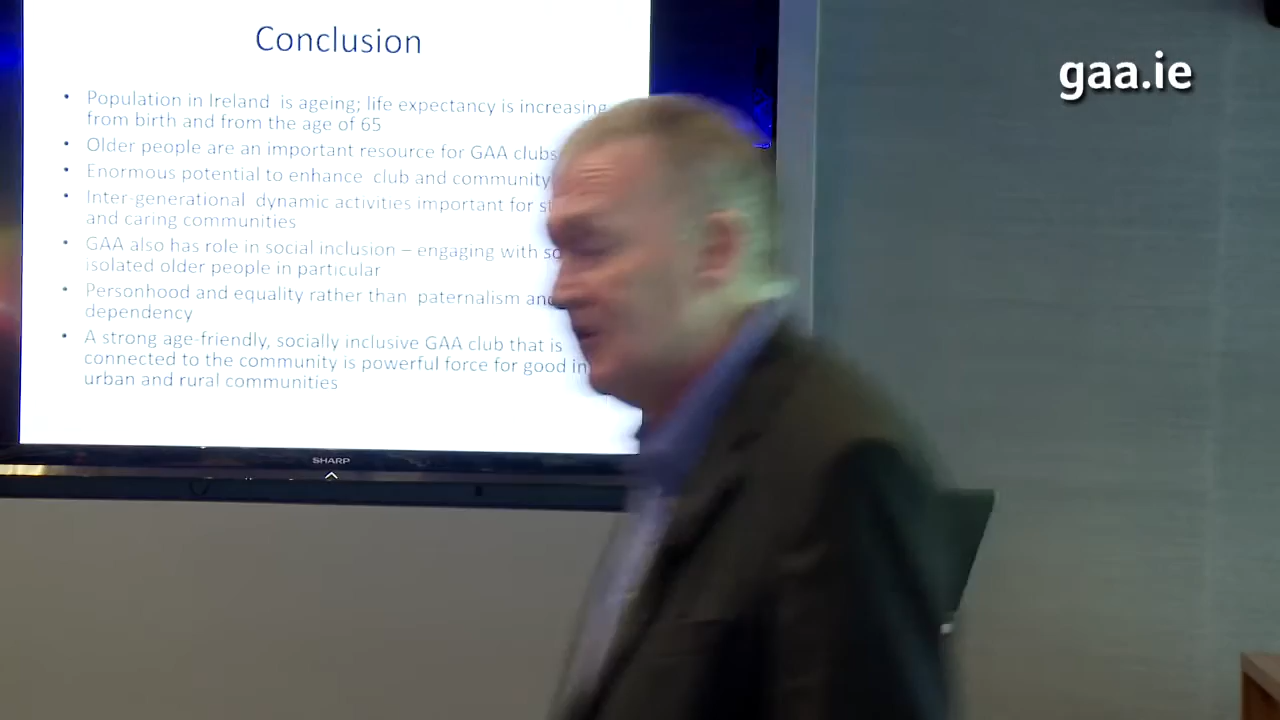 Conclusion
gaa.ie
• Population in Ireland is ageing; life expectancy is increasing
from birth and from the age of 65
• Older people are an important resource for GAA clubs
• Enormous potential to enhance club and community
• Inter-generational dynamic activities important for
and caring communities
• GAA also has role in social inclusion – engaging with
isolated older people in particular
• Personhood and equality rather than paternalism and
dependency
• A strong age-friendly, socially inclusive GAA club that is
connected to the community is powerful force for good in
urban and rural communities
SHARP